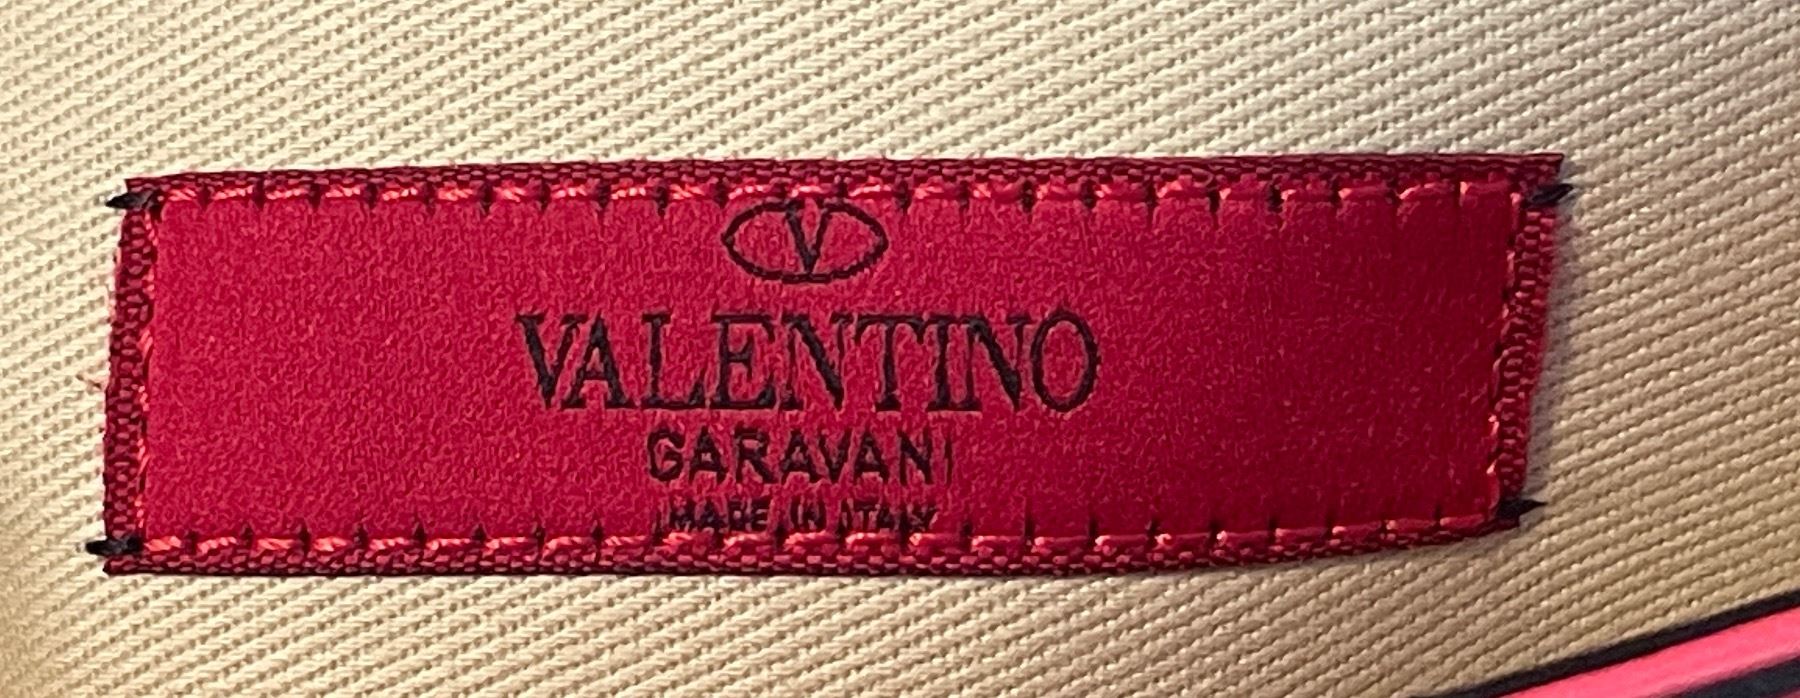 V
VALENTINO
GARAVANI
MADE IN ITALY